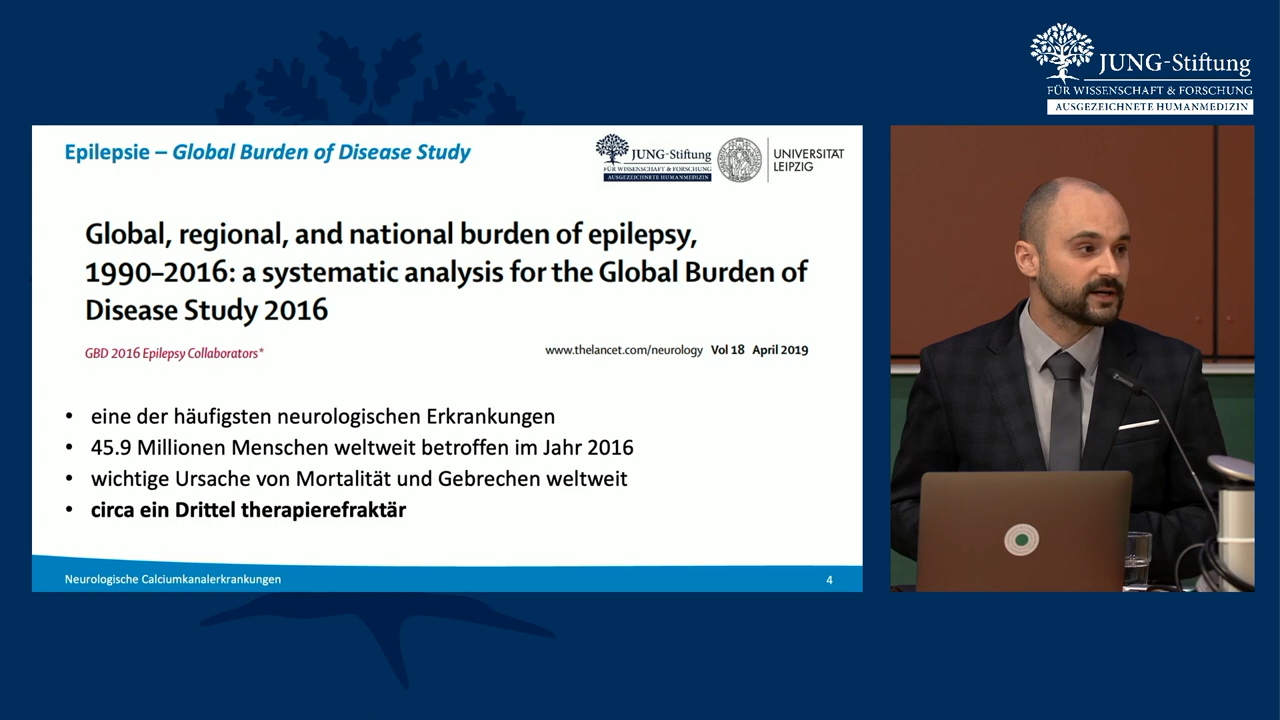 JUNG-Stiftung
FÜR WISSENSCHAFT & FORSCHUNG
AUSGEZEICHNETE HUMANMEDIZIN
Epilepsie – Global Burden of Disease Study
JUNG-Stiftung
FÜR WISSENSCHAFT & FORSCHUNG
AUSGEZEICHNETE HUMANMEDIZIN
UNIVERSITÄT
LEIPZIG
Global, regional, and national burden of epilepsy,
1990–2016: a systematic analysis for the Global Burden of
Disease Study 2016
GBD 2016 Epilepsy Collaborators*
www.thelancet.com/neurology Vol 18 April 2019
• eine der häufigsten neurologischen Erkrankungen
• 45.9 Millionen Menschen weltweit betroffen im Jahr 2016
• wichtige Ursache von Mortalität und Gebrechen weltweit
• circa ein Drittel therapierefraktär
Neurologische Calciumkanalerkrankungen
4